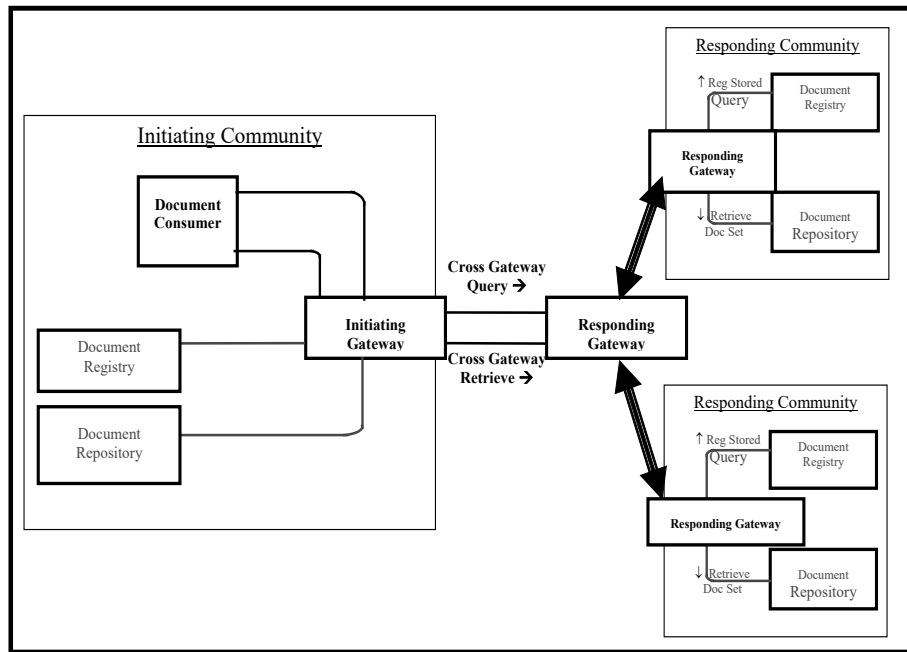 Initiating Community
Document
Consumer
Initiating
Gateway
Document
Registry
Document
Repository
Cross Gateway
Query →
Cross Gateway
Retrieve →
Responding
Gateway
Responding Community
↑ Reg Stored
Query
Document
Registry
Responding
Gateway
↓ Retrieve
Doc Set
Document
Repository
Responding Community
↑ Reg Stored
Query
Document
Registry
Responding Gateway
↓ Retrieve
Doc Set
Document
Repository